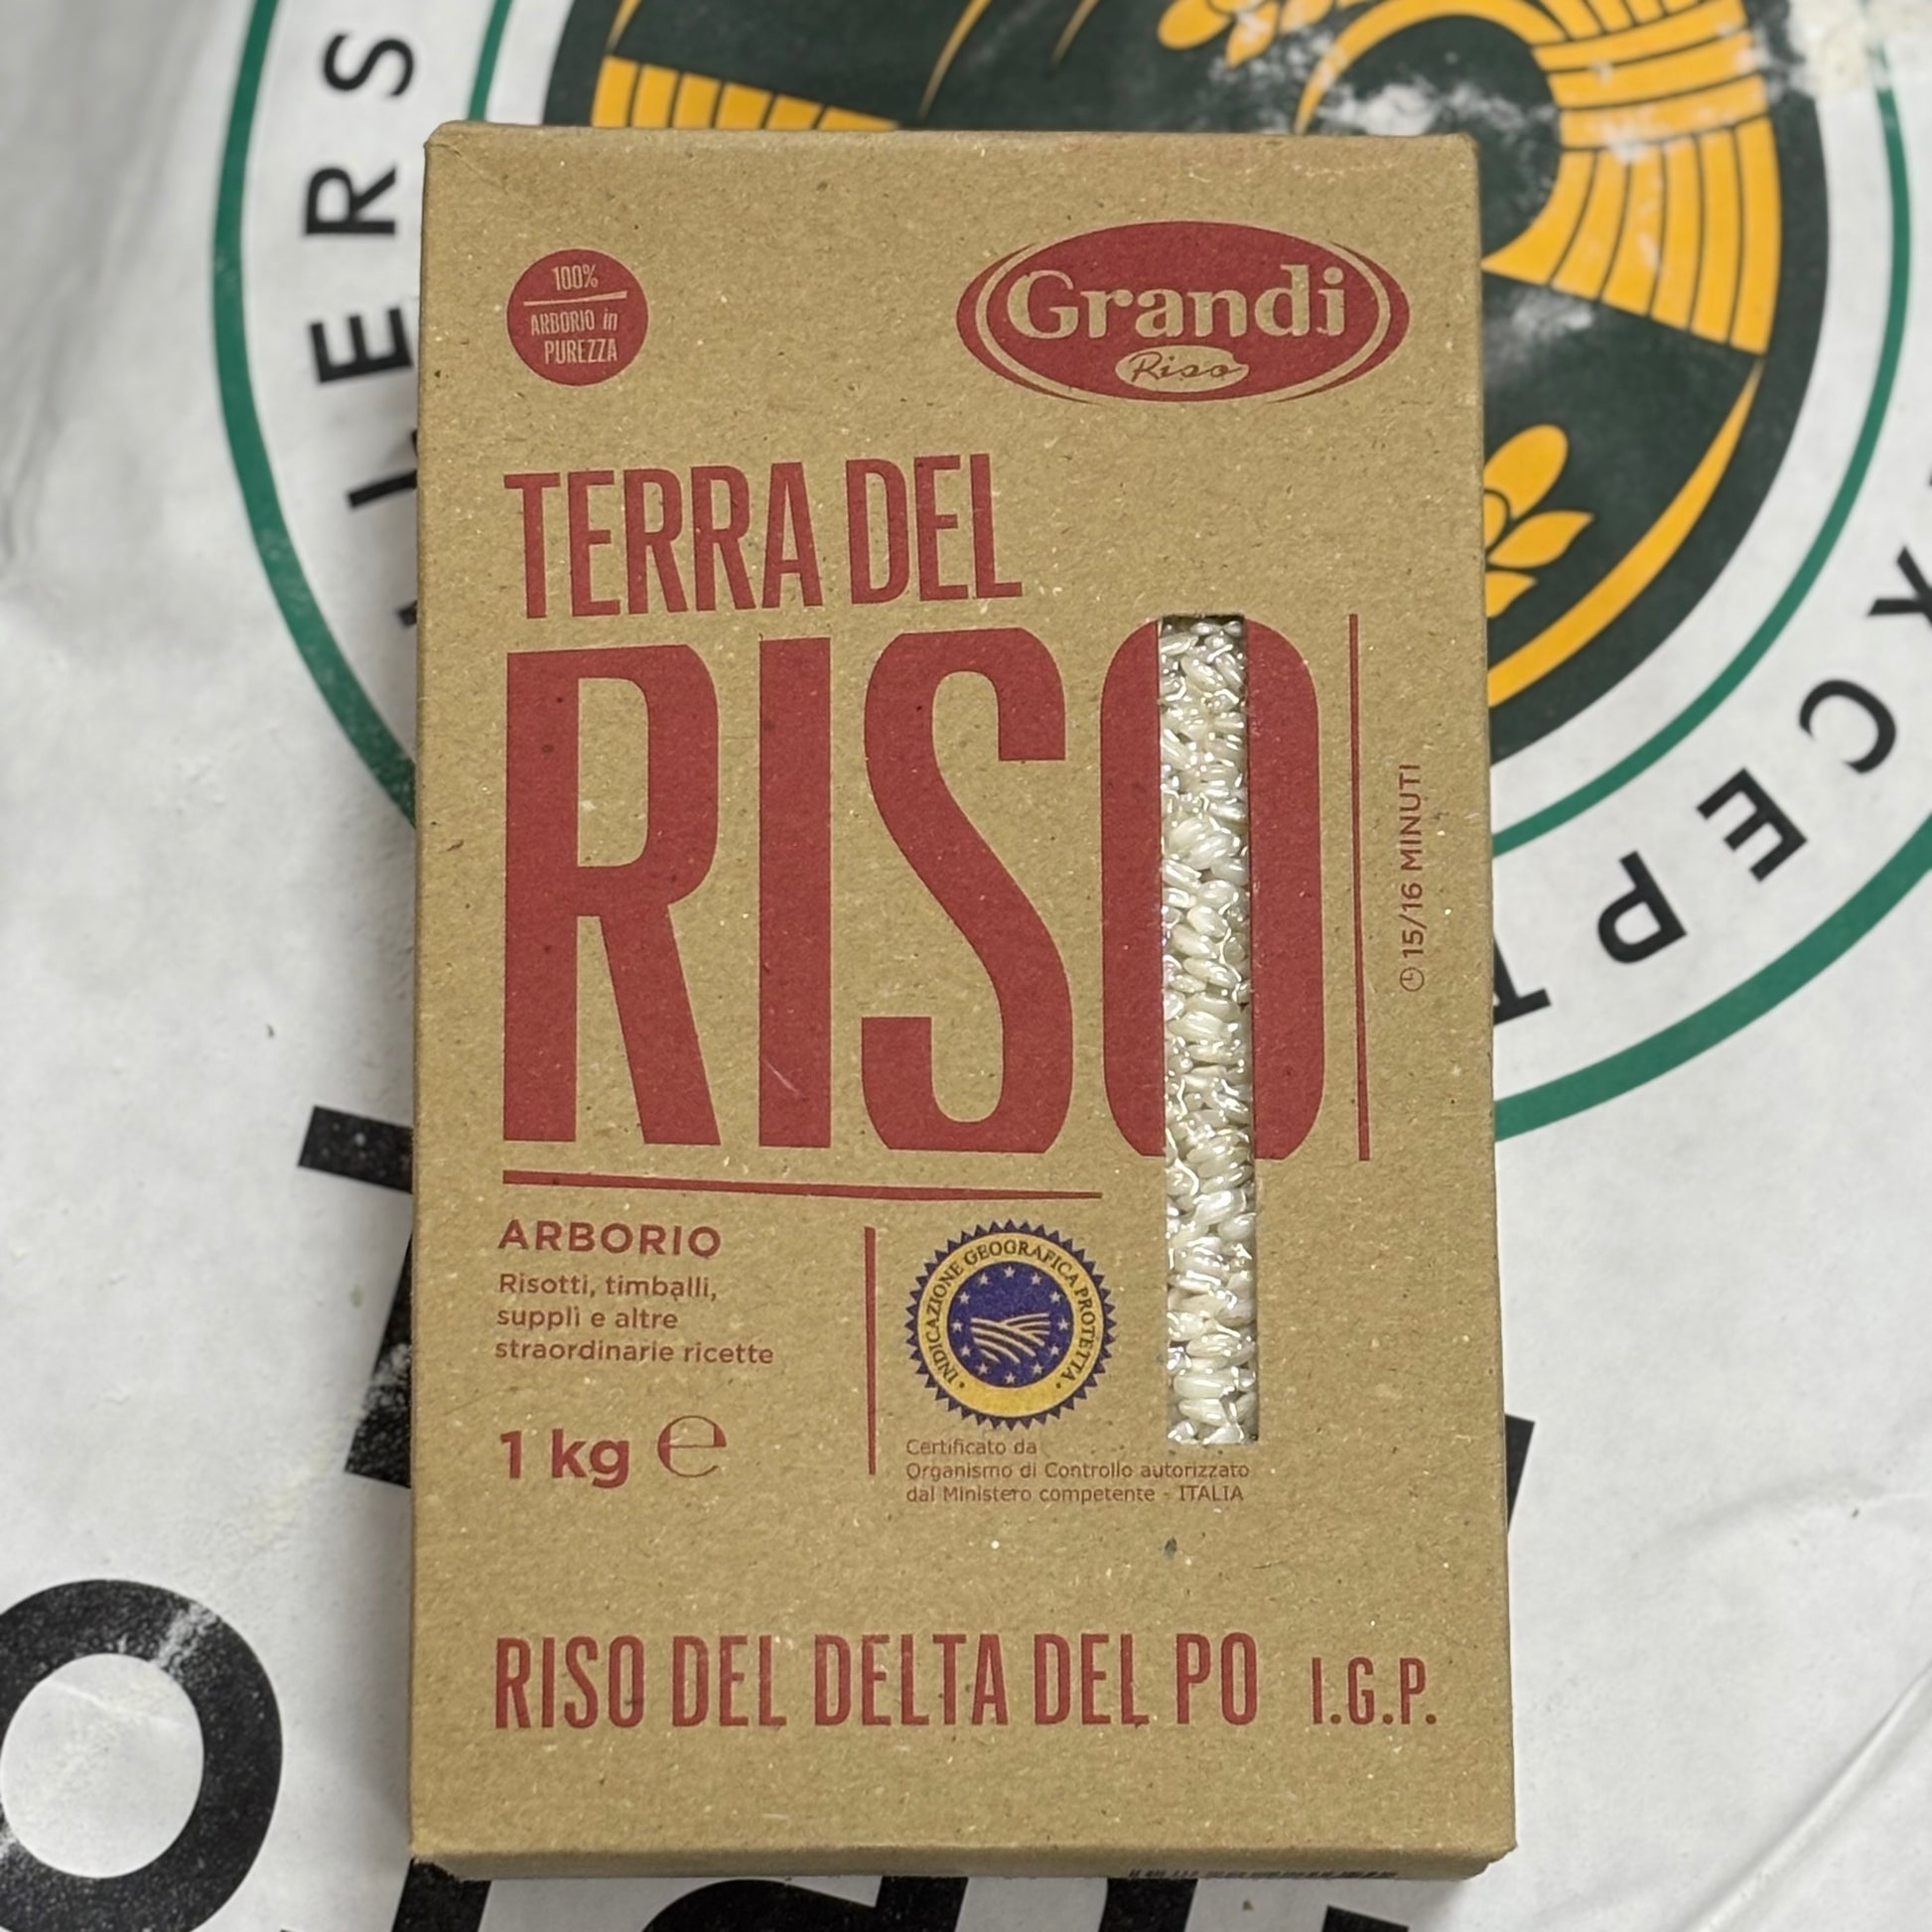 100%
ARBORIO in
PUREZZA
Grandi
Riso
TERRA DEL
RISO
15/16 MINUTI
ARBORIO
Risotti, timballi,
supplì e altre
straordinarie ricette
1 kg ℮
INDICAZIONE GEOGRAFICA PROTETTA
Certificato da
Organismo di Controllo autorizzato
dal Ministero competente - ITALIA
RISO DEL DELTA DEL PO I.G.P.